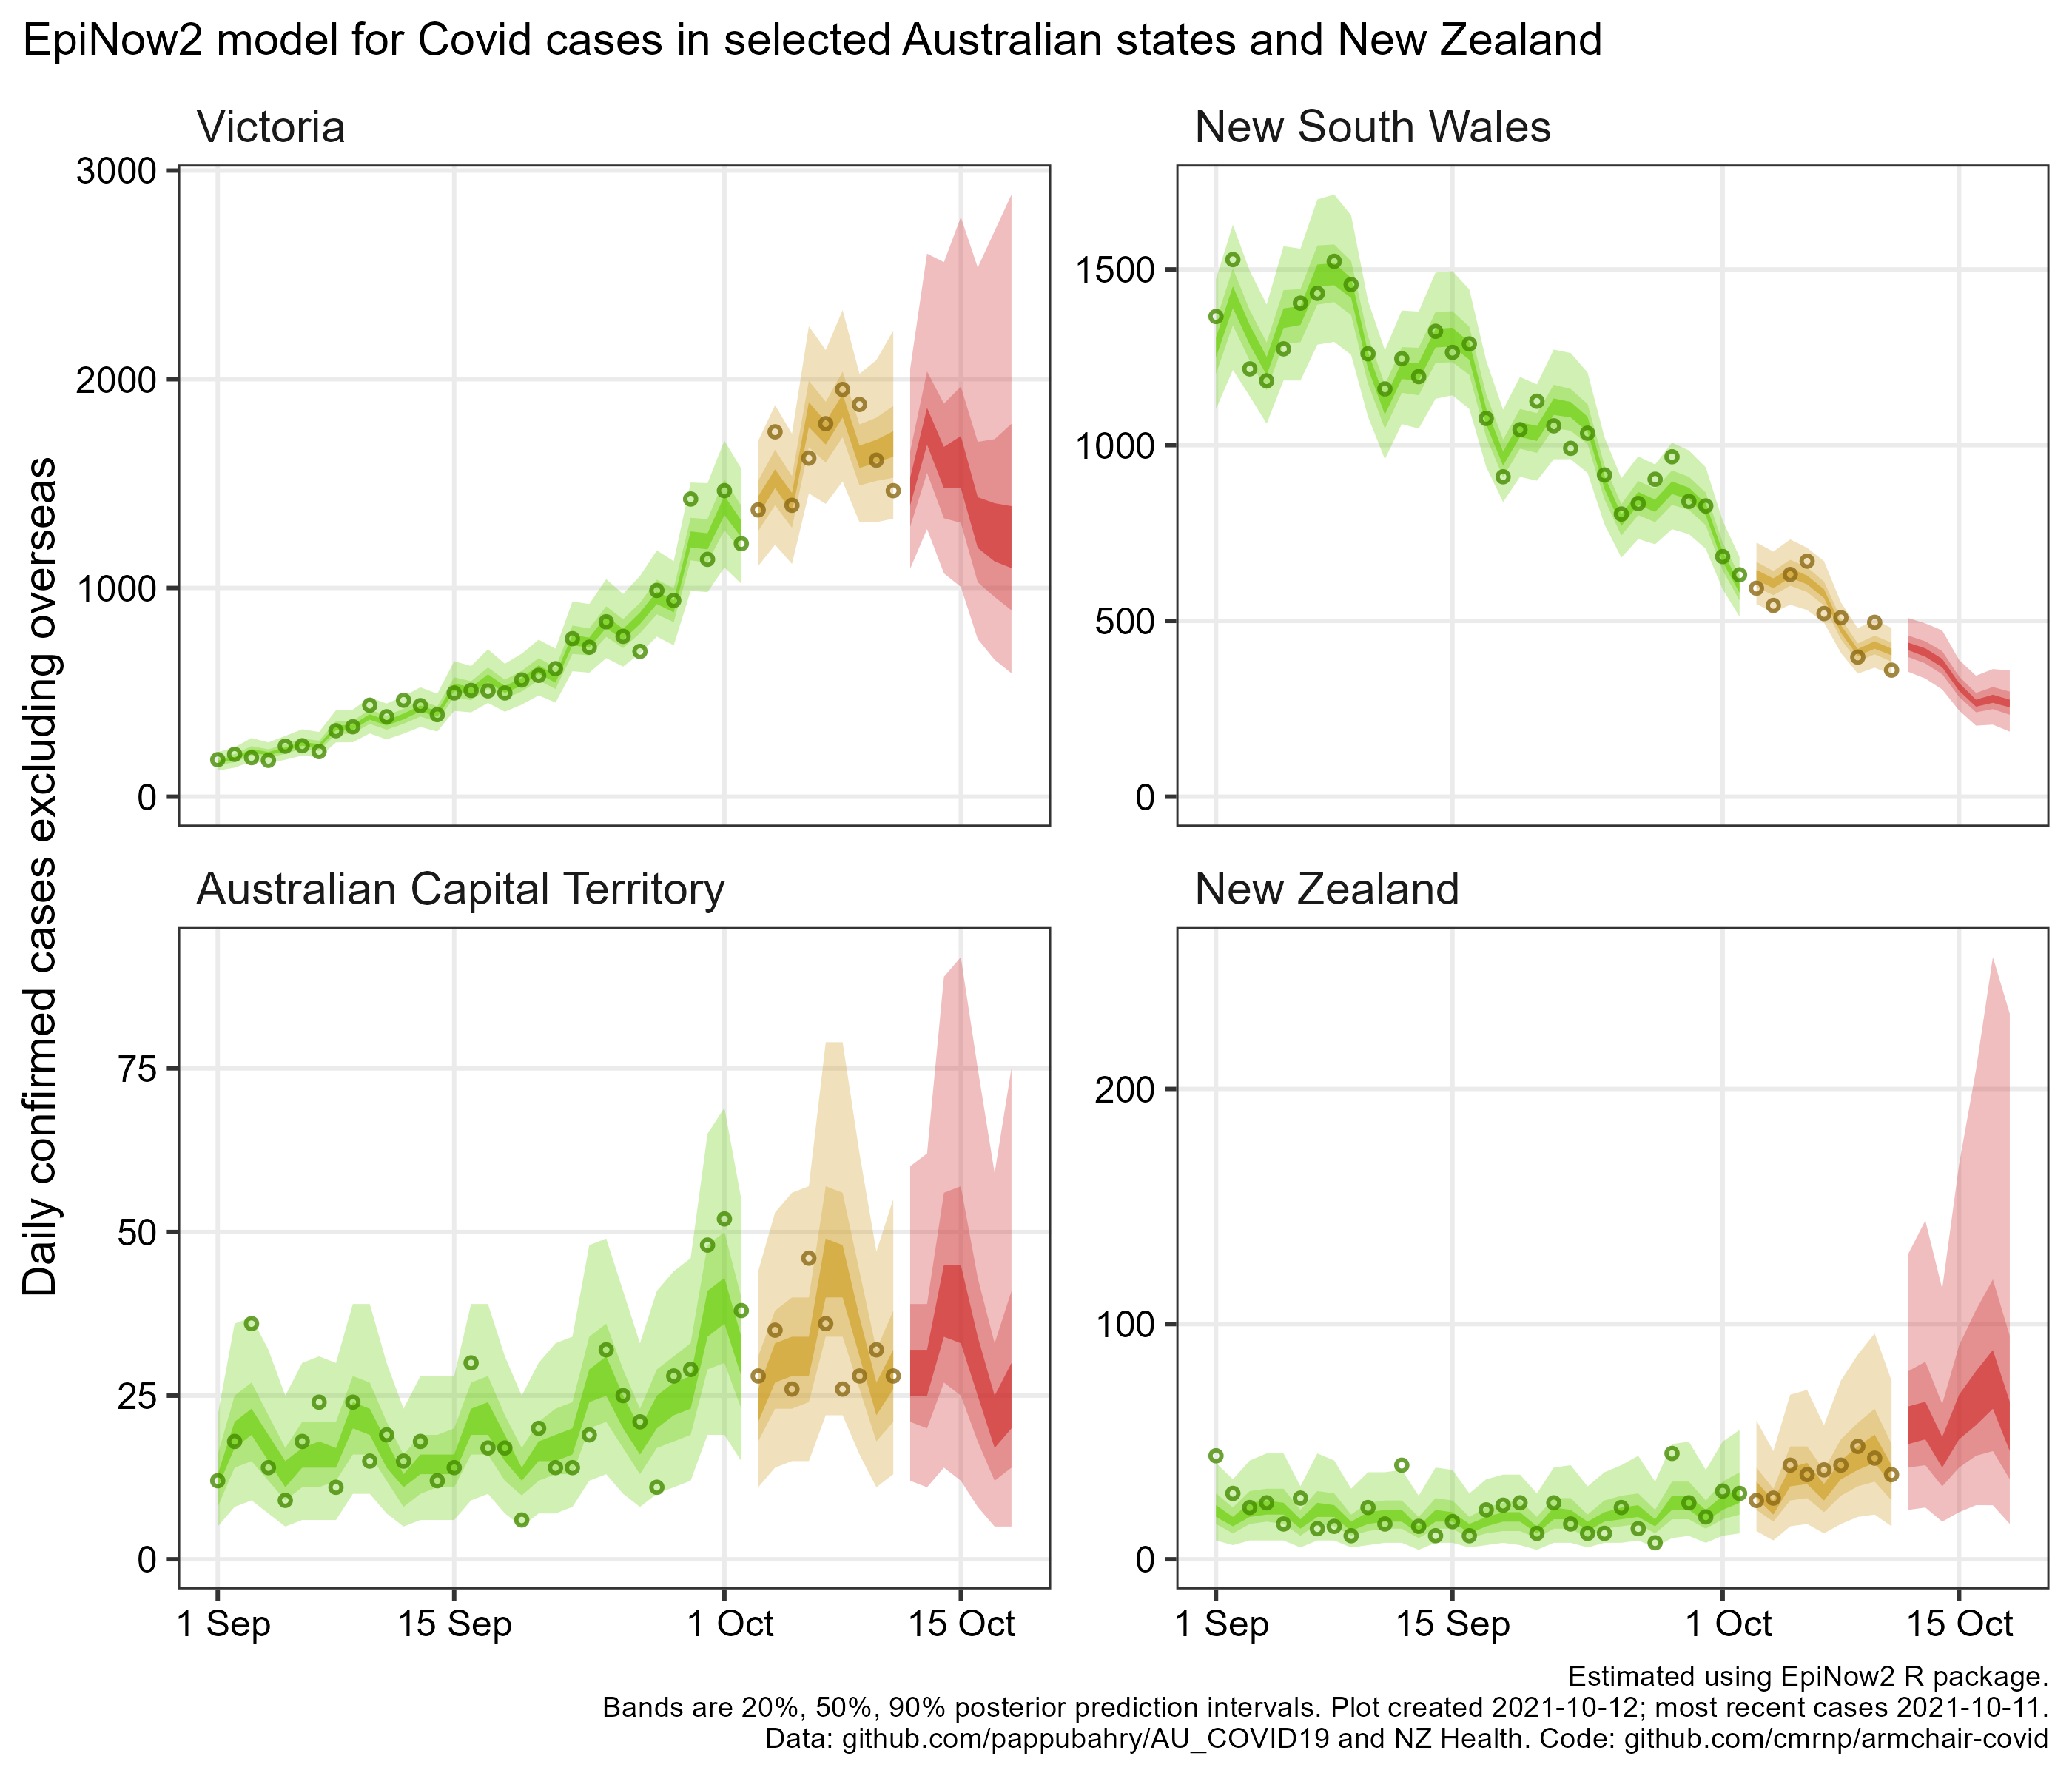 EpiNow2 model for Covid cases in selected Australian states and New Zealand
Daily confirmed cases excluding overseas
Victoria
3000
2000
1000
0
New South Wales
1500
1000
500
0
Australian Capital Territory
75
50
25
0
1 Sep
15 Sep
1 Oct
15 Oct
New Zealand
200
100
0
1 Sep
15 Sep
1 Oct
15 Oct
Estimated using EpiNow2 R package.
Bands are 20%, 50%, 90% posterior prediction intervals. Plot created 2021-10-12; most recent cases 2021-10-11.
Data: github.com/pappubahry/AU_COVID19 and NZ Health. Code: github.com/cmrnp/armchair-covid